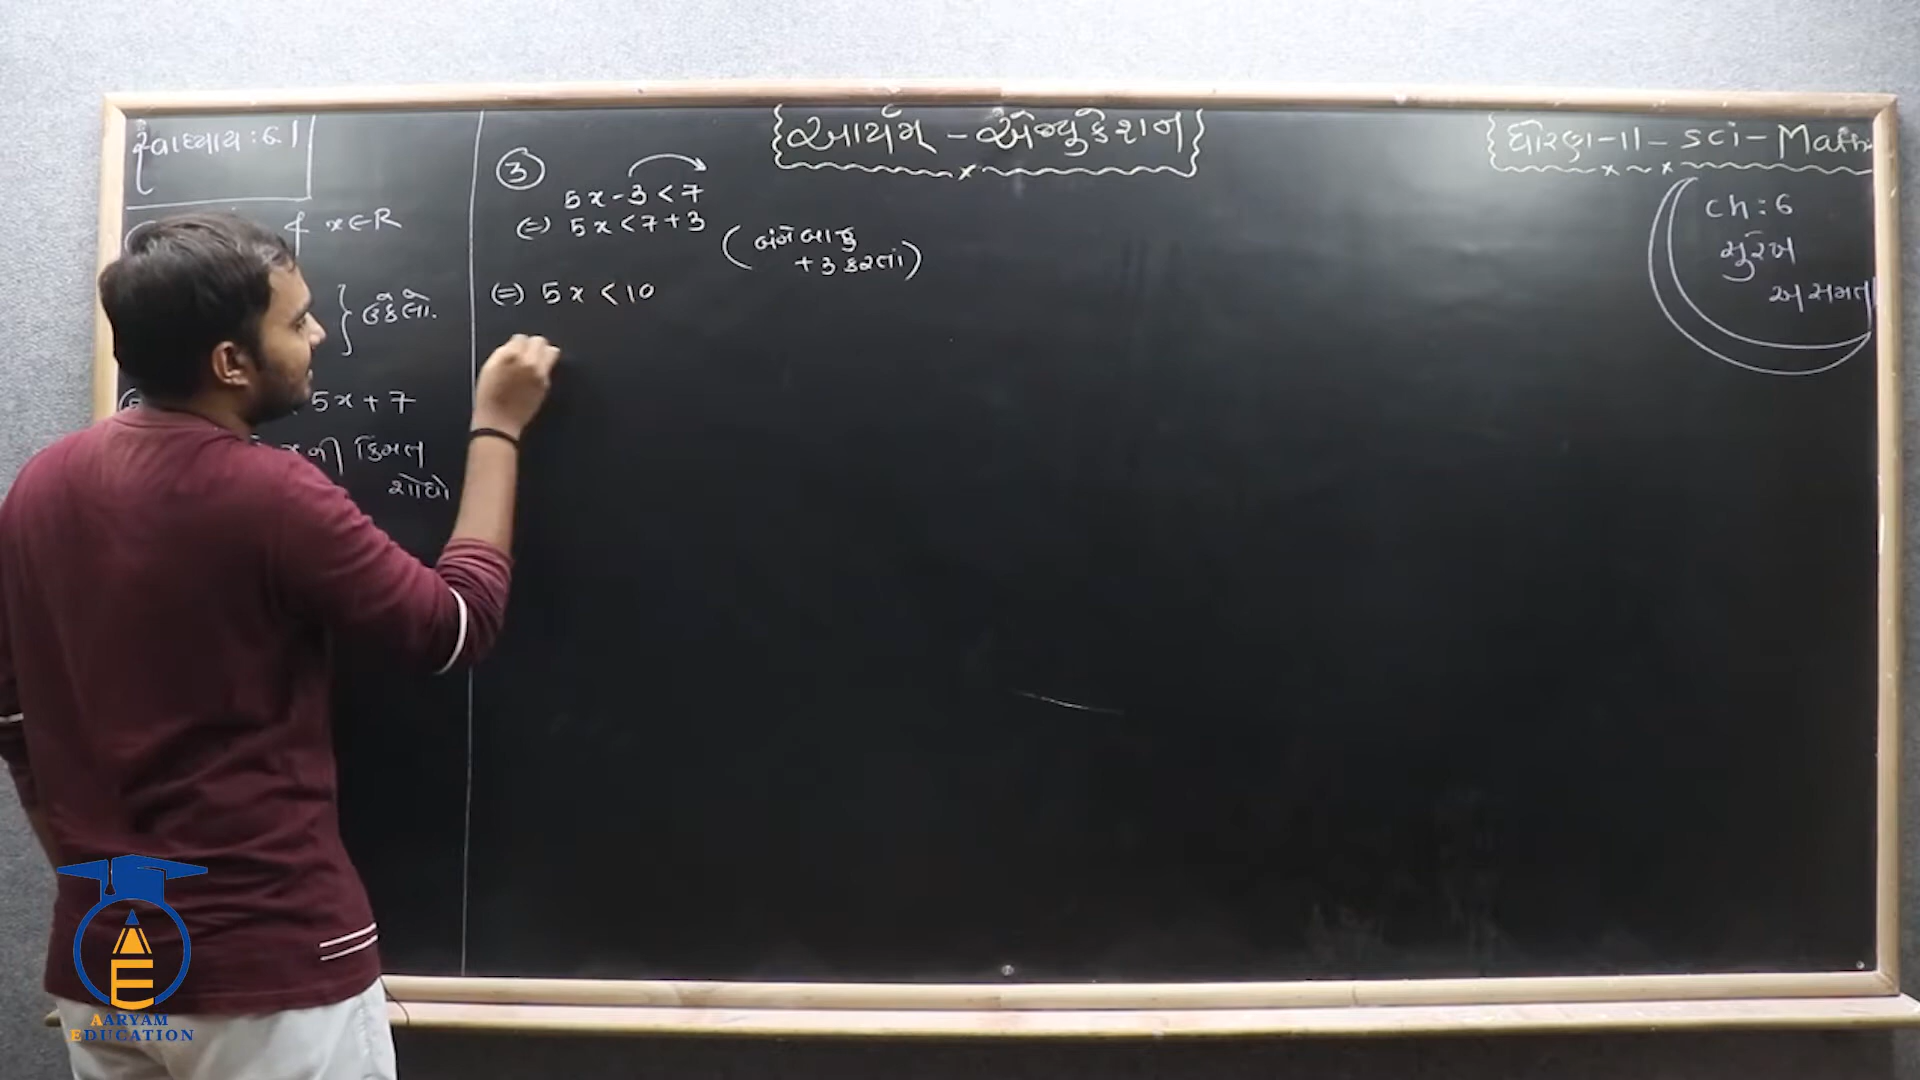 સ્વાધ્યાય : 6.1
x ∈ R
ઉકેલો.
5x + 7
ની કિંમત
શોધો
③
5x - 3 < 7
(=) 5x < 7 + 3
(બંને બાજુ
+ 3 કરતાં)
(=) 5x < 10
આર્યમ્ - એજ્યુકેશન
ધોરણ - 11 - sci - Maths
ch : 6
સુરેખ
અસમતા
AARYAM
EDUCATION